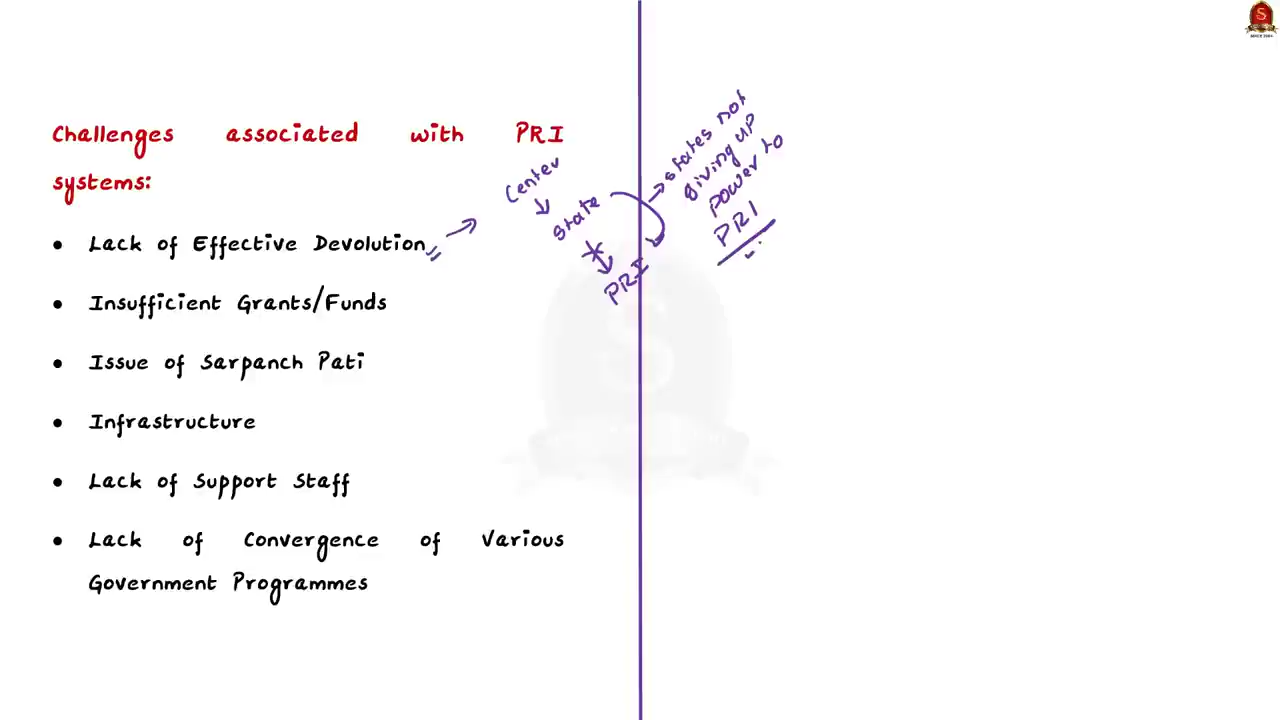 Challenges associated with PRI
systems:
• Lack of Effective Devolution
• Insufficient Grants/Funds
• Issue of Sarpanch Pati
• Infrastructure
• Lack of Support Staff
• Lack of Convergence of Various
Government Programmes
Center
State
PRI
states not
giving up
power to
PRI
S
SINCE 2004
S